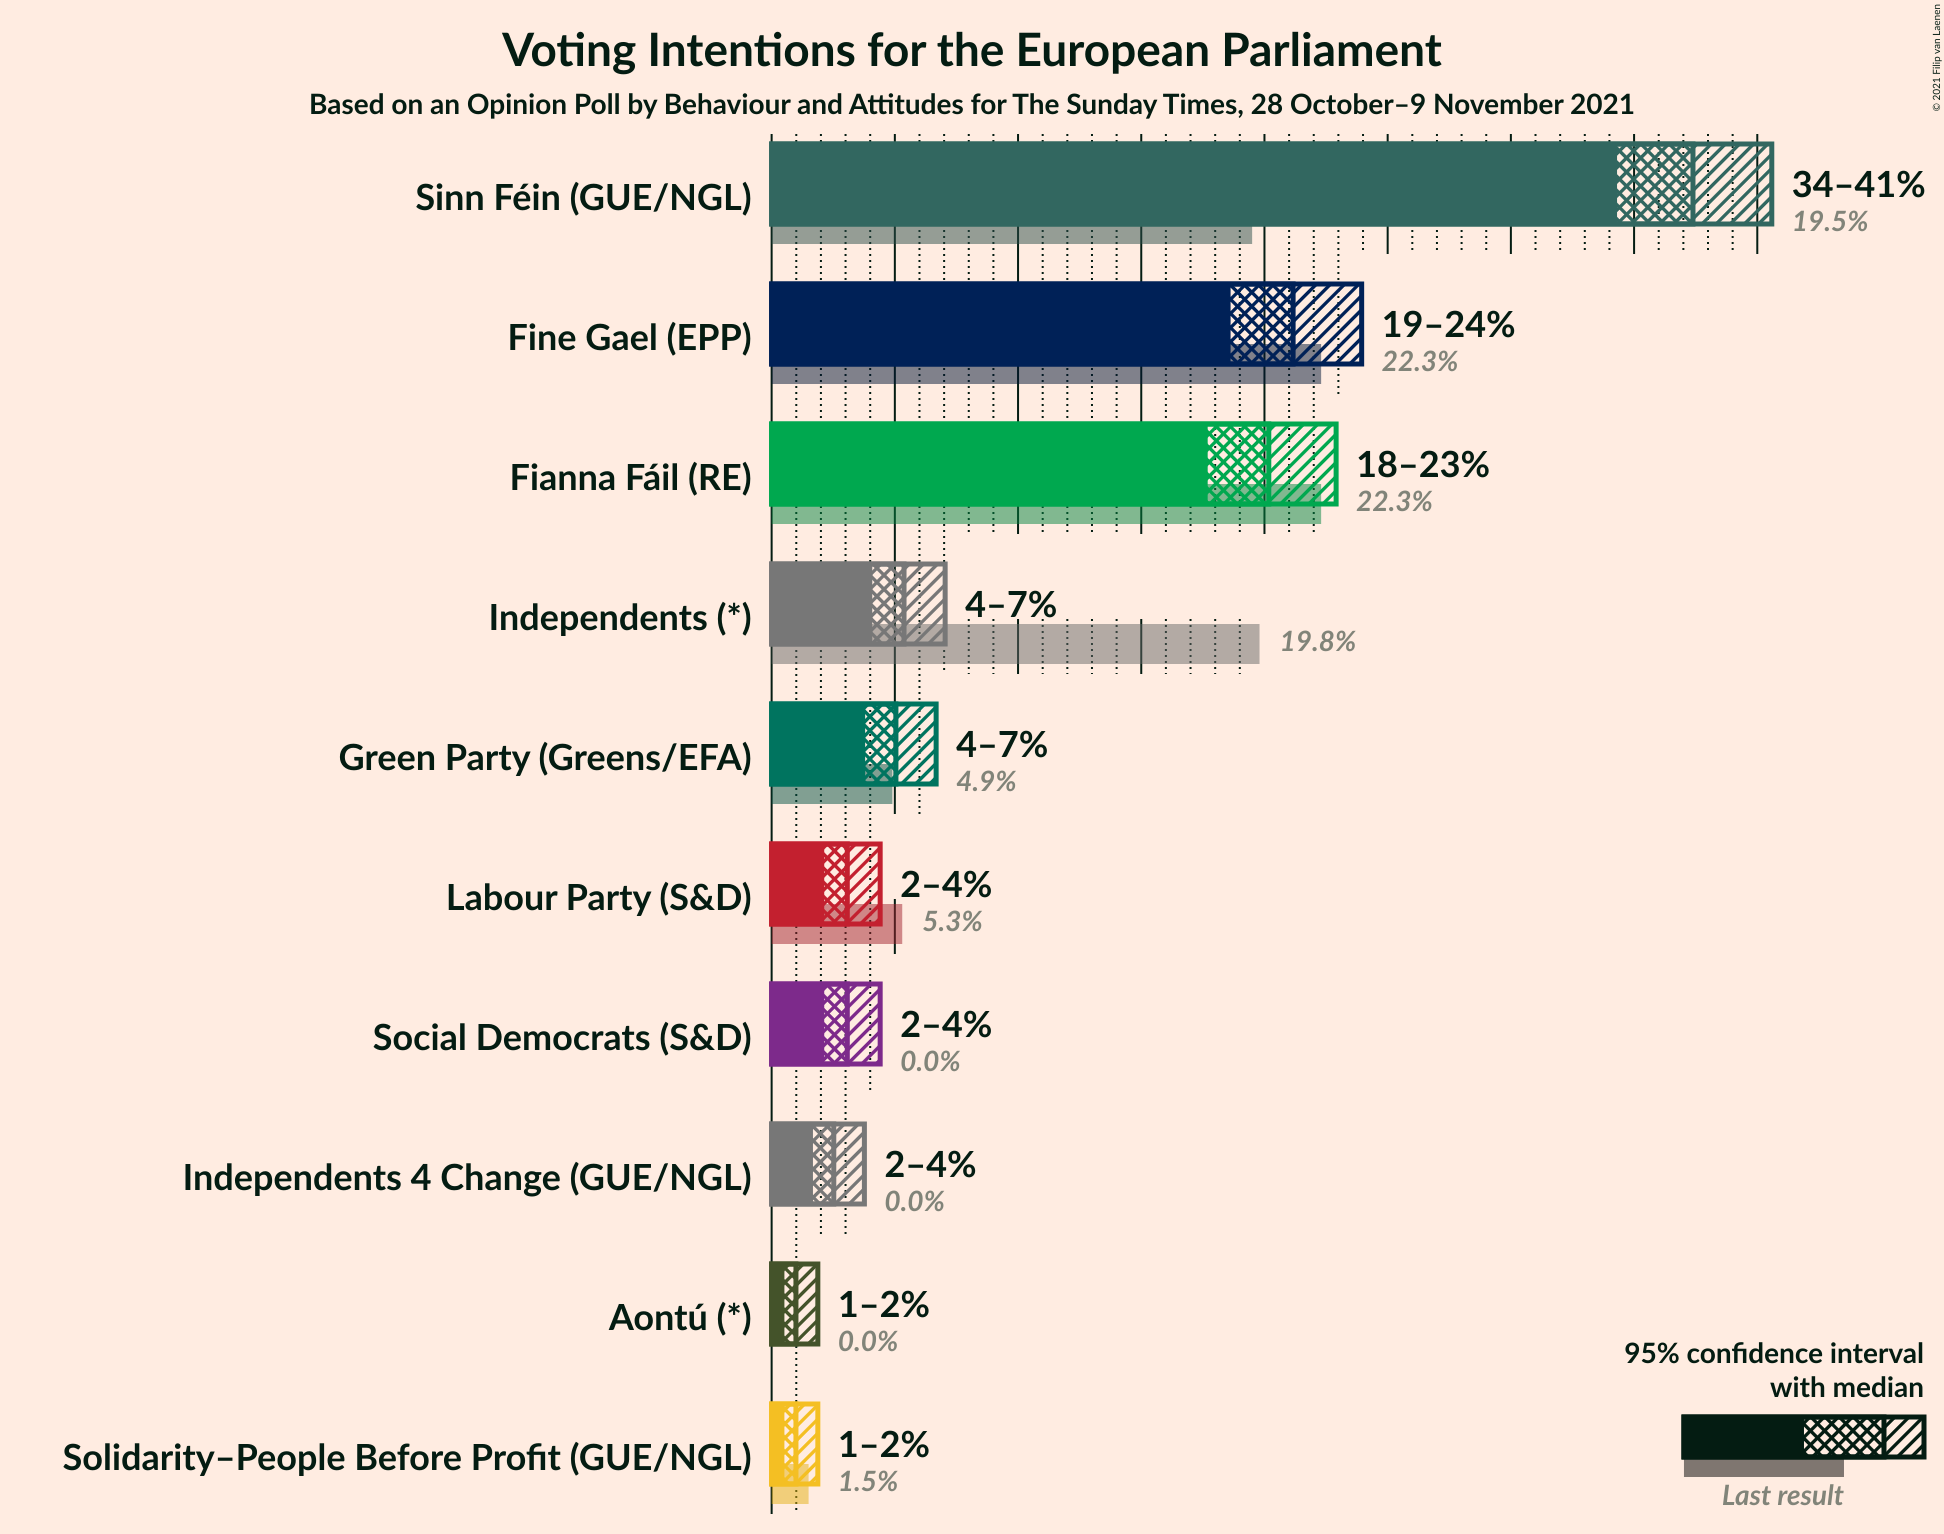 Voting Intentions for the European Parliament
Based on an Opinion Poll by Behaviour and Attitudes for The Sunday Times, 28 October–9 November 2021
© 2021 Filip van Laenen
Sinn Féin (GUE/NGL)
34–41%
19.5%
Fine Gael (EPP)
19–24%
22.3%
Fianna Fáil (RE)
18–23%
22.3%
Independents (*)
4–7%
19.8%
Green Party (Greens/EFA)
4–7%
4.9%
Labour Party (S&D)
2–4%
5.3%
Social Democrats (S&D)
2–4%
0.0%
Independents 4 Change (GUE/NGL)
2–4%
0.0%
Aontú (*)
1–2%
0.0%
Solidarity–People Before Profit (GUE/NGL)
1–2%
1.5%
95% confidence interval
with median
Last result